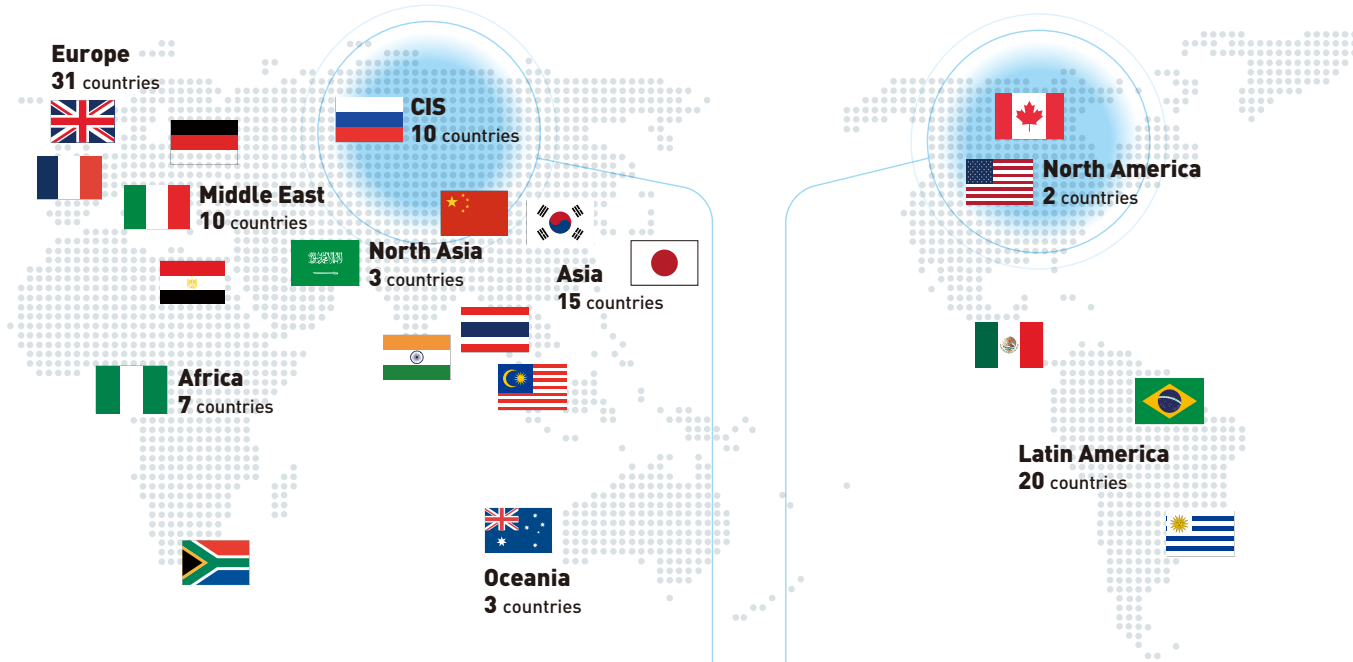 Europe
31 countries
CIS
10 countries
North America
2 countries
Middle East
10 countries
North Asia
3 countries
Asia
15 countries
Africa
7 countries
Latin America
20 countries
Oceania
3 countries